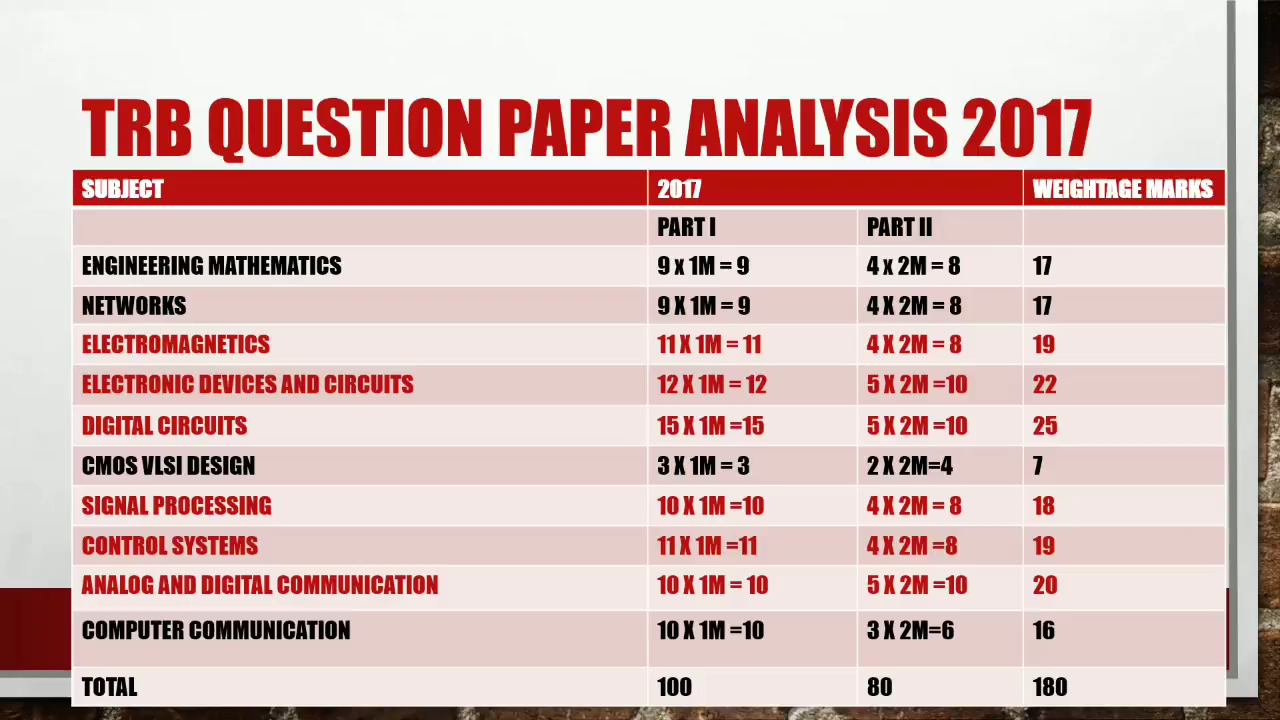 TRB QUESTION PAPER ANALYSIS 2017
SUBJECT 2017 WEIGHTAGE MARKS
PART I PART II
ENGINEERING MATHEMATICS 9 x 1M = 9 4 x 2M = 8 17
NETWORKS 9 X 1M = 9 4 X 2M = 8 17
ELECTROMAGNETICS 11 X 1M = 11 4 X 2M = 8 19
ELECTRONIC DEVICES AND CIRCUITS 12 X 1M = 12 5 X 2M =10 22
DIGITAL CIRCUITS 15 X 1M =15 5 X 2M =10 25
CMOS VLSI DESIGN 3 X 1M = 3 2 X 2M=4 7
SIGNAL PROCESSING 10 X 1M =10 4 X 2M = 8 18
CONTROL SYSTEMS 11 X 1M =11 4 X 2M =8 19
ANALOG AND DIGITAL COMMUNICATION 10 X 1M = 10 5 X 2M =10 20
COMPUTER COMMUNICATION 10 X 1M =10 3 X 2M=6 16
TOTAL 100 80 180